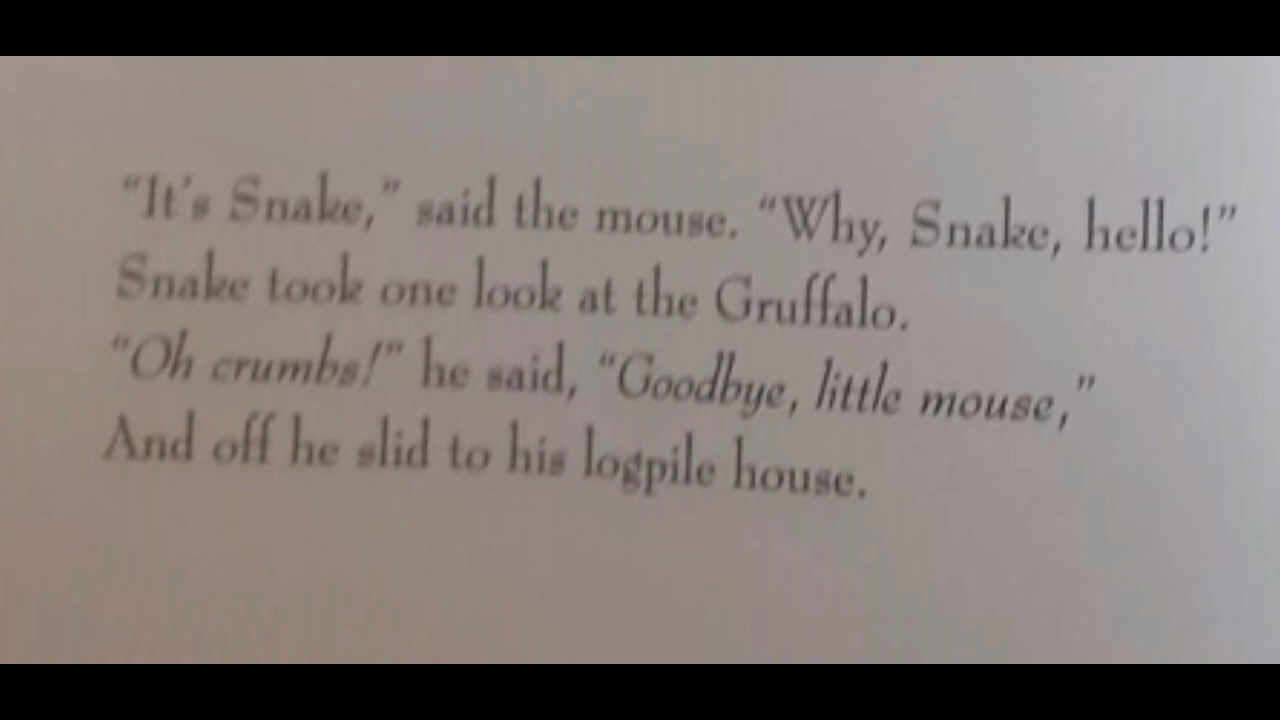 “It's Snake,” said the mouse. “Why, Snake, hello!”
Snake took one look at the Gruffalo.
“Oh crumbs!” he said, “Goodbye, little mouse,”
And off he slid to his logpile house.